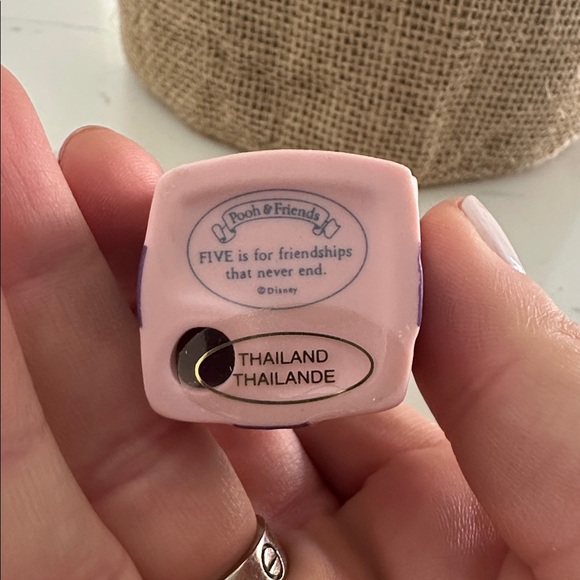 Pooh & Friends
FIVE is for friendships
that never end.
© Disney
THAILAND
THAILANDE